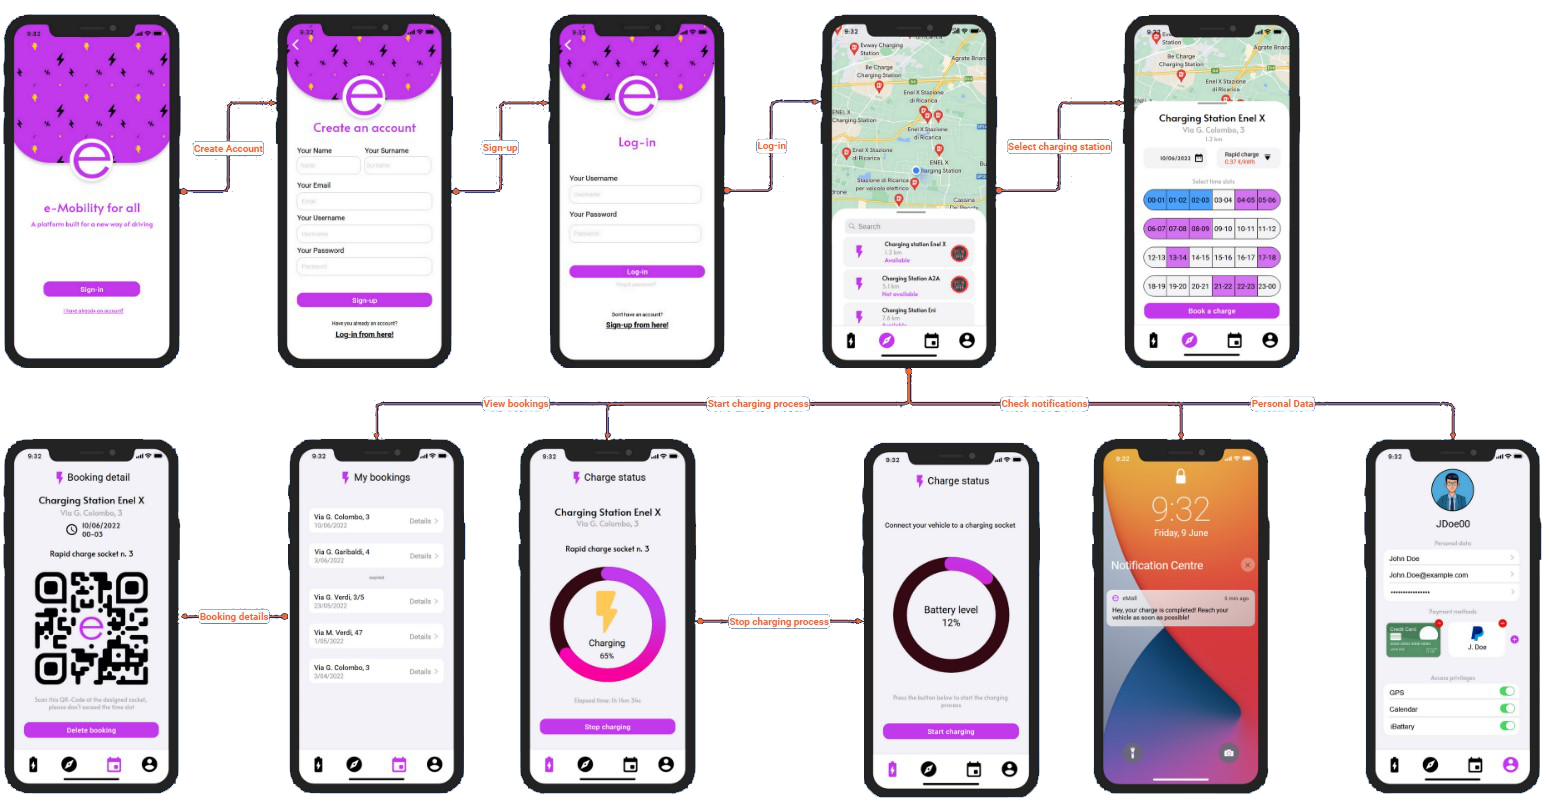 9:32
e-Mobility for all
A platform built for a new way of driving
Sign-in
I have already an account!
Create Account
9:32
Create an account
Your Name
Your Surname
Name
Surname
Your Email
Email
Your Username
Username
Your Password
Password
Sign-up
Have you already an account?
Log-in from here!
Sign-up
9:32
Log-in
Your Username
Username
Your Password
Password
Log-in
Forgot password?
Don't have an account?
Sign-up from here!
Log-in
9:32
Evway Charging
Station
Agrate Brian
Be Charge
Charging Station
Enel X Stazione
di Ricarica
ENEL X
Charging Station
Enel X Stazione
di Ricarica
Enel X Stazione
di Ricarica
ENEL X
Charging Station
Stazione di Ricarica
per veicolo elettrico
drone
Cassina
De' Pecchi
Search
Charging station Enel X
1.2 km
Available
Charging Station A2A
5.1 km
Not available
Charging Station Eni
7.6 km
Available
Select charging station
9:32
Station
Agrate Brian
Be Charge
Charging Station
Enel X Stazione
di Ricarica
Charging Station Enel X
Via G. Colombo, 3
1.2 km
10/06/2022
Rapid charge
0.97 €/kWh
Select time slots
00-01 01-02 02-03 03-04 04-05 05-06
06-07 07-08 08-09 09-10 10-11 11-12
12-13 13-14 14-15 15-16 16-17 17-18
18-19 19-20 20-21 21-22 22-23 23-00
Book a charge
View bookings
Start charging process
Check notifications
Personal Data
9:32
Booking detail
Charging Station Enel X
Via G. Colombo, 3
10/06/2022
00-03
Rapid charge socket n. 3
Scan this QR-Code at the designed socket,
please don't exceed the time slot
Delete booking
Booking details
9:32
My bookings
Via G. Colombo, 3
10/06/2022
Details >
Via G. Garibaldi, 4
3/06/2022
Details >
expired
Via G. Verdi, 3/5
23/05/2022
Details >
Via M. Verdi, 47
1/05/2022
Details >
Via G. Colombo, 3
3/04/2022
Details >
9:32
Charge status
Charging Station Enel X
Via G. Colombo, 3
Rapid charge socket n. 3
Charging
65%
Elapsed time: 1h 14m 34s
Stop charging
Stop charging process
9:32
Charge status
Connect your vehicle to a charging socket
Battery level
12%
Press the button below to start the charging
process
Start charging
9:32
9:32
Friday, 9 June
Notification Centre
eMall
5 min ago
Hey, your charge is completed! Reach your
vehicle as soon as possible!
9:32
JDoe00
Personal data
John Doe
John.Doe@example.com
••••••••••••••••
Payment methods
Credit Card
J. Doe
Access privileges
GPS
Calendar
iBattery